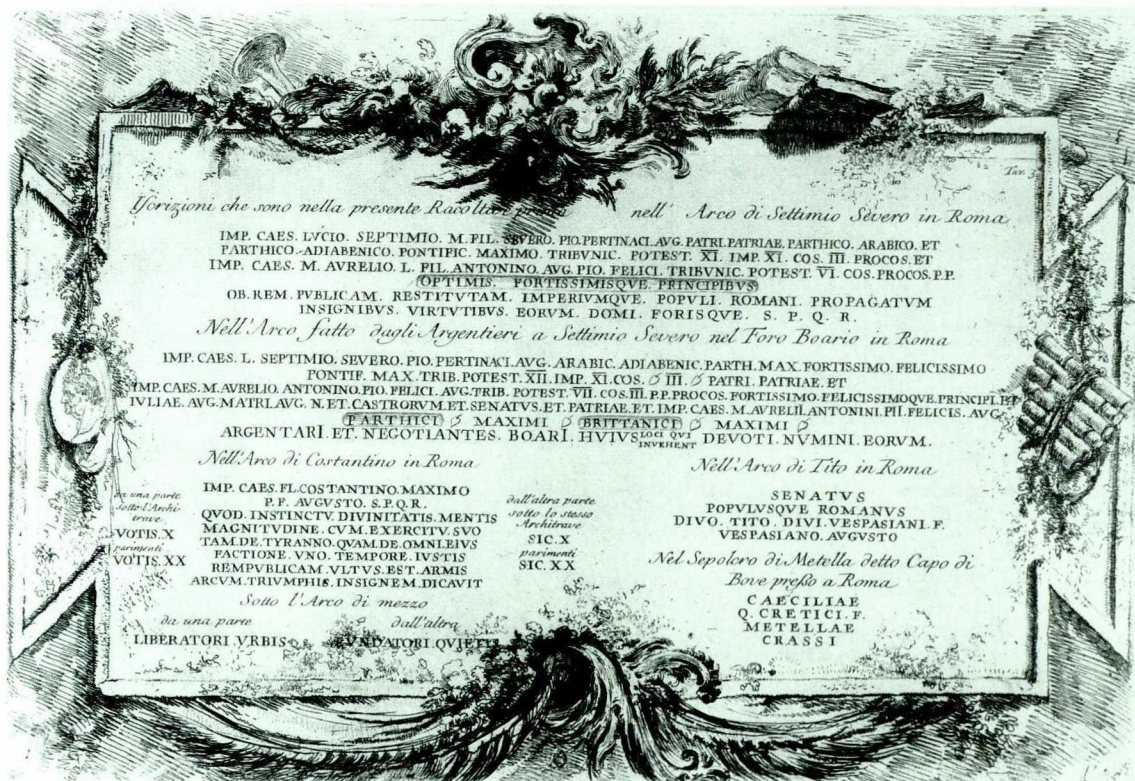 Tav. 3
Iscrizioni che sono nella presente Racolta prima nell' Arco di Settimio Severo in Roma
IMP. CAES. LVCIO. SEPTIMIO. M. FIL. SEVERO. PIO. PERTINACI. AVG. PATRI. PATRIAE. PARTHICO. ARABICO. ET
PARTHICO. ADIABENICO. PONTIFIC. MAXIMO. TRIBVNIC. POTEST. XI. IMP. XI. COS. III. PROCOS. ET
IMP. CAES. M. AVRELIO. L. FIL. ANTONINO. AVG. PIO. FELICI. TRIBVNIC. POTEST. VI. COS. PROCOS. P. P.
OPTIMIS. FORTISSIMISQVE. PRINCIPIBVS
OB. REM. PVBLICAM. RESTITVTAM. IMPERIVMQVE. POPVLI. ROMANI. PROPAGATVM
INSIGNIBVS. VIRTVTIBVS. EORVM. DOMI. FORISQVE. S. P. Q. R.
Nell' Arco fatto dagli Argentieri a Settimio Severo nel Foro Boario in Roma
IMP. CAES. L. SEPTIMIO. SEVERO. PIO. PERTINACI. AVG. ARABIC. ADIABENIC. PARTH. MAX. FORTISSIMO. FELICISSIMO
PONTIF. MAX. TRIB. POTEST. XII. IMP. XI. COS. III. PATRI. PATRIAE. ET
IMP. CAES. M. AVRELIO. ANTONINO. PIO. FELICI. AVG. TRIB. POTEST. VII. COS. III. P. P. PROCOS. FORTISSIMO. FELICISSIMOQVE. PRINCIPI. ET
IVLIAE. AVG. MATRI. AVG. N. ET. CASTRORVM. ET. SENATVS. ET. PATRIAE. ET. IMP. CAES. M. AVRELII. ANTONINI. PII. FELICIS. AVG.
PARTHICI MAXIMI BRITTANICI MAXIMI
ARGENTARI. ET. NEGOTIANTES. BOARI. HVIVS LOCI QVI INVEHENT DEVOTI. NVMINI. EORVM.
Nell' Arco di Costantino in Roma
da una parte
sotto l'Archi-
trave
VOTIS. X
parimenti
VOTIS. XX
IMP. CAES. FL. COSTANTINO. MAXIMO
P. F. AVGVSTO. S. P. Q. R.
QVOD. INSTINCTV. DIVINITATIS. MENTIS
MAGNITVDINE. CVM. EXERCITV. SVO
TAM. DE. TYRANNO. QVAM. DE. OMNI. EIVS
FACTIONE. VNO. TEMPORE. IVSTIS
REMPVBLICAM. VLTVS. EST. ARMIS
ARCVM. TRIVMPHIS. INSIGNEM. DICAVIT
dall'altra parte
sotto lo stesso
Architrave
SIC. X
parimenti
SIC. XX
Sotto l'Arco di mezzo
da una parte
LIBERATORI. VRBIS
dall'altra
FVNDATORI. QVIETIS
Nell' Arco di Tito in Roma
SENATVS
POPVLVSQVE ROMANVS
DIVO. TITO. DIVI. VESPASIANI. F.
VESPASIANO. AVGVSTO
Nel Sepolcro di Metella detto Capo di
Bove presso a Roma
CAECILIAE
Q. CRETICI. F.
METELLAE
CRASSI